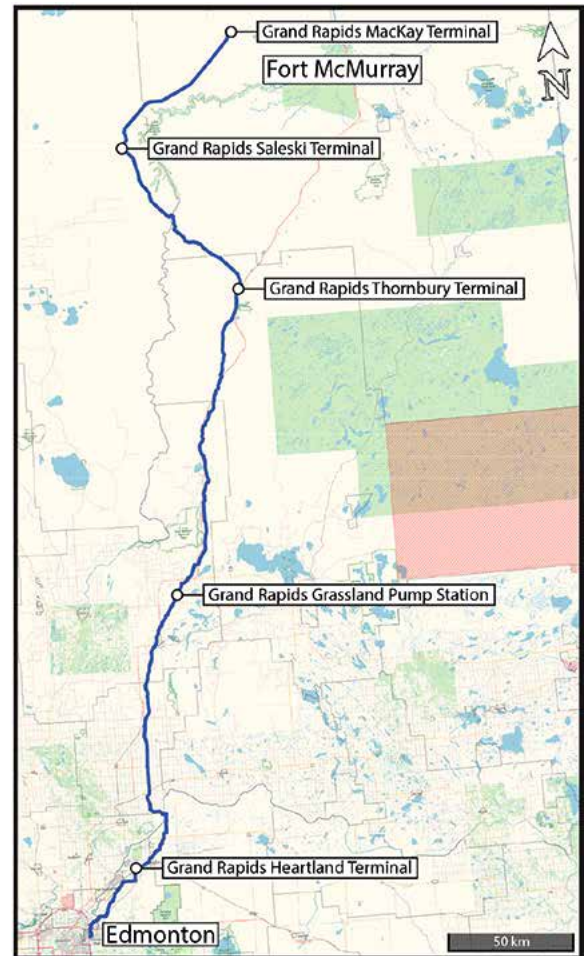 Grand Rapids MacKay Terminal
Fort McMurray
N
Grand Rapids Saleski Terminal
Grand Rapids Thornbury Terminal
Grand Rapids Grassland Pump Station
Grand Rapids Heartland Terminal
Edmonton
50 km